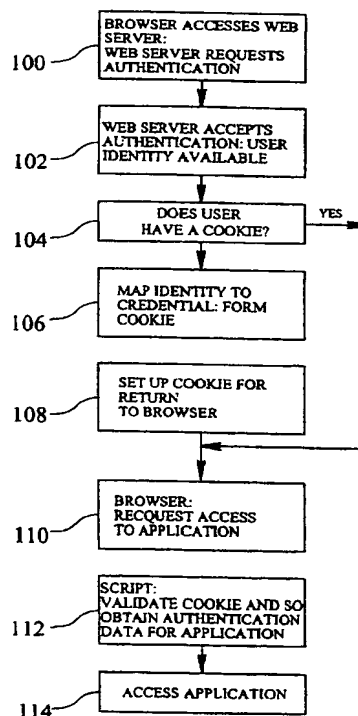 BROWSER ACCESSES WEB
SERVER:
WEB SERVER REQUESTS
AUTHENTICATION
100
WEB SERVER ACCEPTS
AUTHENTICATION: USER
IDENTITY AVAILABLE
102
DOES USER
HAVE A COOKIE?
YES
104
MAP IDENTITY TO
CREDENTIAL: FORM
COOKIE
106
SET UP COOKIE FOR
RETURN
TO BROWSER
108
BROWSER:
RECQUEST ACCESS
TO APPLICATION
110
SCRIPT:
VALIDATE COOKIE AND SO
OBTAIN AUTHENTICATION
DATA FOR APPLICATION
112
ACCESS APPLICATION
114